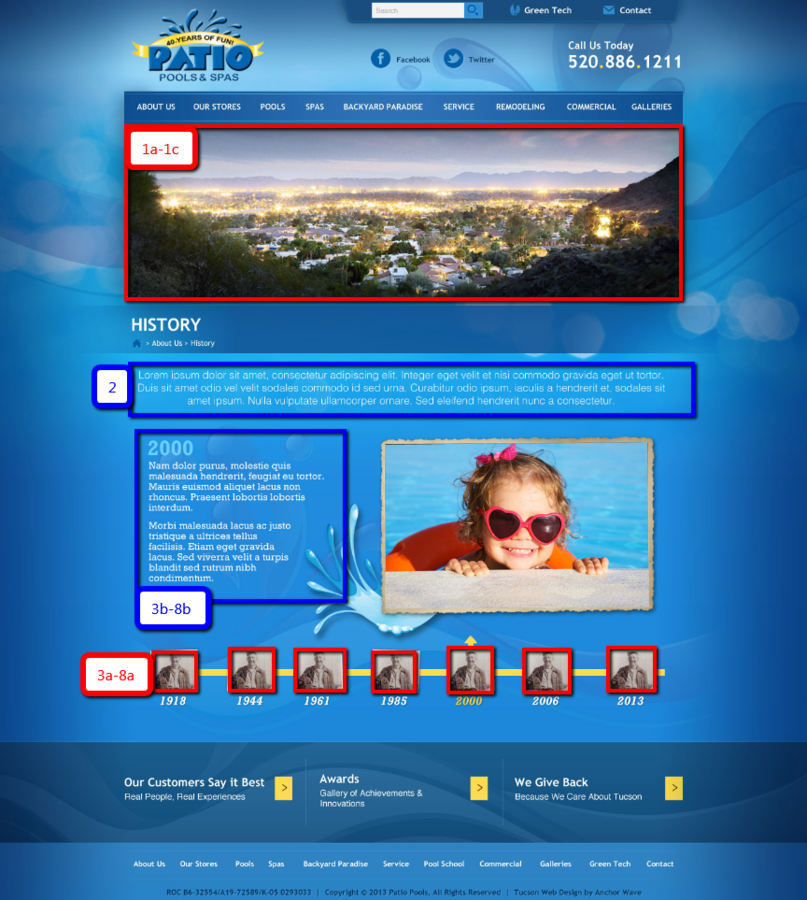 Search
Green Tech
Contact
40 YEARS OF FUN!
PATIO
POOLS & SPAS
Facebook
Twitter
Call Us Today
520.886.1211
ABOUT US OUR STORES POOLS SPAS BACKYARD PARADISE SERVICE REMODELING COMMERCIAL GALLERIES
1a-1c
HISTORY
> About Us > History
2
Lorem ipsum dolor sit amet, consectetur adipiscing elit. Integer eget velit et nisi commodo gravida eget ut tortor.
Duis sit amet odio vel velit sodales commodo id sed urna. Curabitur odio ipsum, iaculis a hendrerit et, sodales sit
amet ipsum. Nulla vulputate ullamcorper ornare. Sed eleifend hendrerit nunc a consectetur.
2000
Nam dolor purus, molestie quis
malesuada hendrerit, feugiat eu tortor.
Mauris euismod aliquet lacus non
rhoncus. Praesent lobortis lobortis
interdum.
Morbi malesuada lacus ac justo
tristique a ultrices tellus
facilisis. Etiam eget gravida
lacus. Sed viverra velit a turpis
blandit sed rutrum nibh
condimentum.
3b-8b
3a-8a
1918 1944 1961 1985 2000 2006 2013
Our Customers Say it Best
Real People, Real Experiences
>
Awards
Gallery of Achievements &
Innovations
>
We Give Back
Because We Care About Tucson
>
About Us Our Stores Pools Spas Backyard Paradise Service Pool School Commercial Galleries Green Tech Contact
ROC B6-32554/A19-72589/K-05 0293033 | Copyright © 2013 Patio Pools, All Rights Reserved | Tucson Web Design by Anchor Wave